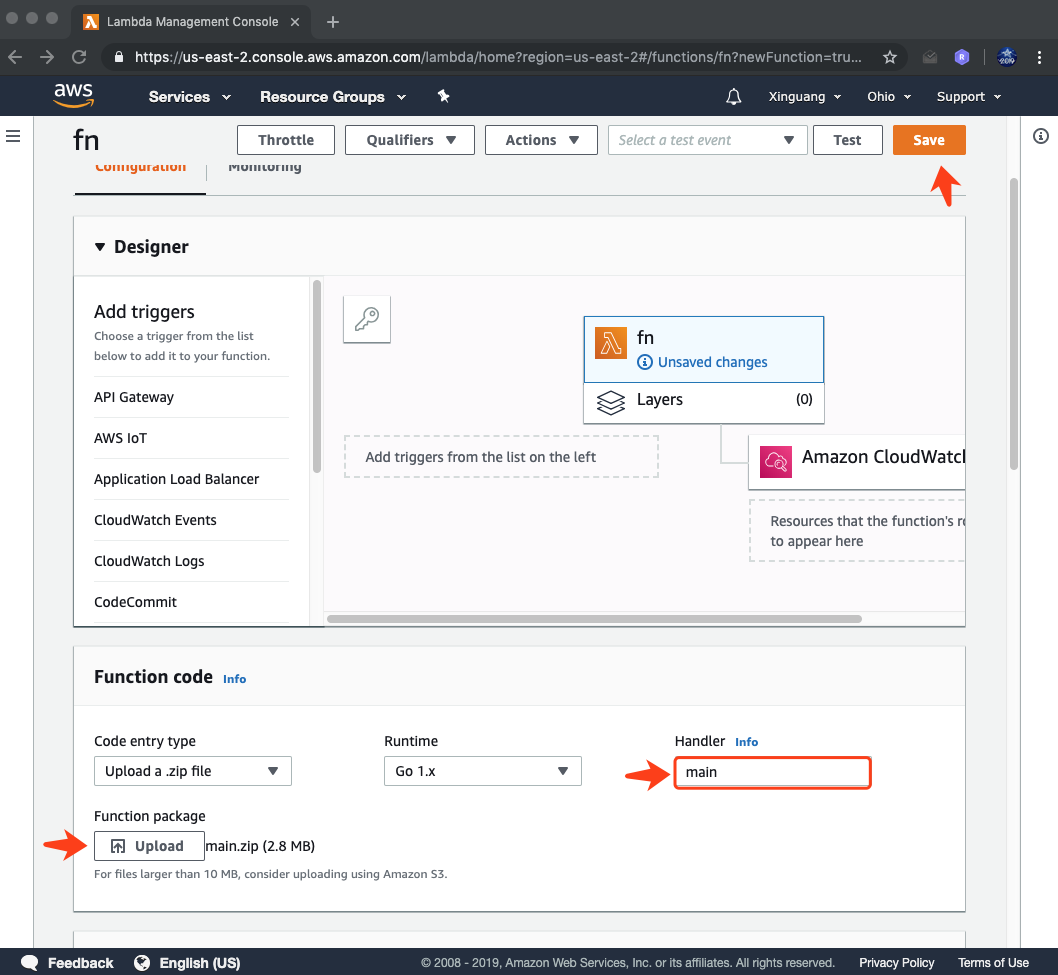 Lambda Management Console
https://us-east-2.console.aws.amazon.com/lambda/home?region=us-east-2#/functions/fn?newFunction=tru...
aws Services Resource Groups Xinguang Ohio Support
fn Throttle Qualifiers Actions Select a test event Test Save
Configuration Monitoring
Designer
Add triggers
Choose a trigger from the list
below to add it to your function.
API Gateway
AWS IoT
Application Load Balancer
CloudWatch Events
CloudWatch Logs
CodeCommit
fn
Unsaved changes
Layers (0)
Add triggers from the list on the left
Amazon CloudWatch
Resources that the function's ro
to appear here
Function code Info
Code entry type
Upload a .zip file
Runtime
Go 1.x
Handler Info
main
Function package
Upload main.zip (2.8 MB)
For files larger than 10 MB, consider uploading using Amazon S3.
Feedback English (US) © 2008 - 2019, Amazon Web Services, Inc. or its affiliates. All rights reserved. Privacy Policy Terms of Use